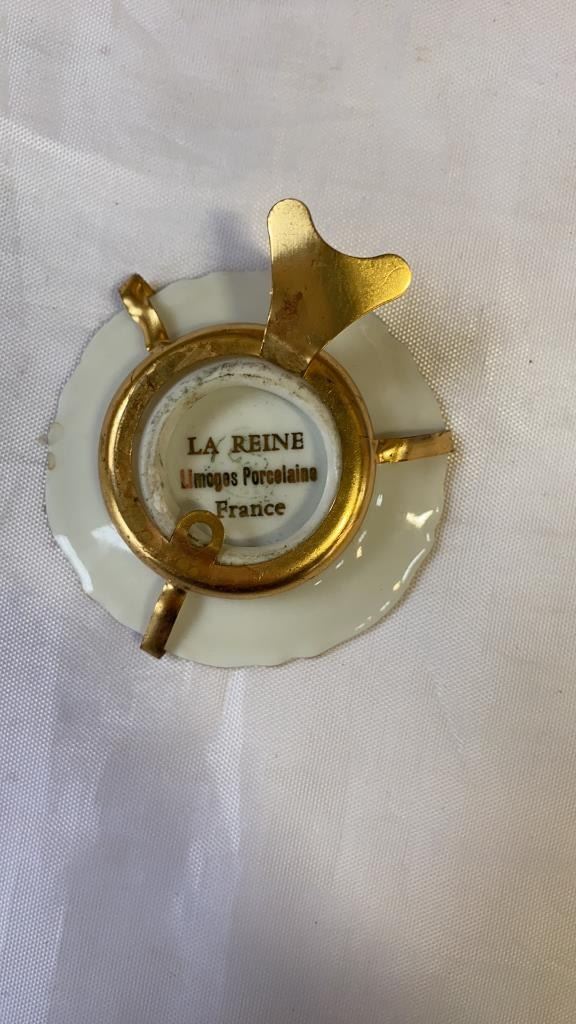 LA REINE
Limoges Porcelaine
France